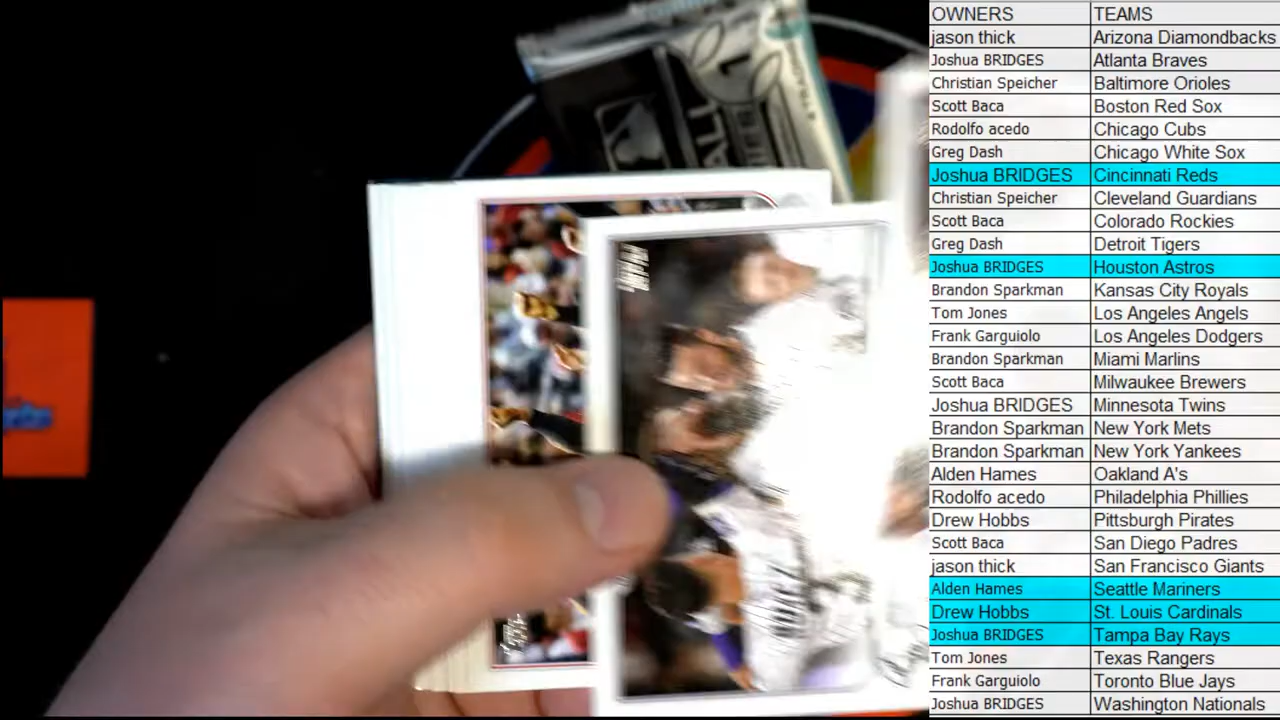 OWNERS TEAMS
jason thick Arizona Diamondbacks
Joshua BRIDGES Atlanta Braves
Christian Speicher Baltimore Orioles
Scott Baca Boston Red Sox
Rodolfo acedo Chicago Cubs
Greg Dash Chicago White Sox
Joshua BRIDGES Cincinnati Reds
Christian Speicher Cleveland Guardians
Scott Baca Colorado Rockies
Greg Dash Detroit Tigers
Joshua BRIDGES Houston Astros
Brandon Sparkman Kansas City Royals
Tom Jones Los Angeles Angels
Frank Garguiolo Los Angeles Dodgers
Brandon Sparkman Miami Marlins
Scott Baca Milwaukee Brewers
Joshua BRIDGES Minnesota Twins
Brandon Sparkman New York Mets
Brandon Sparkman New York Yankees
Alden Hames Oakland A's
Rodolfo acedo Philadelphia Phillies
Drew Hobbs Pittsburgh Pirates
Scott Baca San Diego Padres
jason thick San Francisco Giants
Alden Hames Seattle Mariners
Drew Hobbs St. Louis Cardinals
Joshua BRIDGES Tampa Bay Rays
Tom Jones Texas Rangers
Frank Garguiolo Toronto Blue Jays
Joshua BRIDGES Washington Nationals